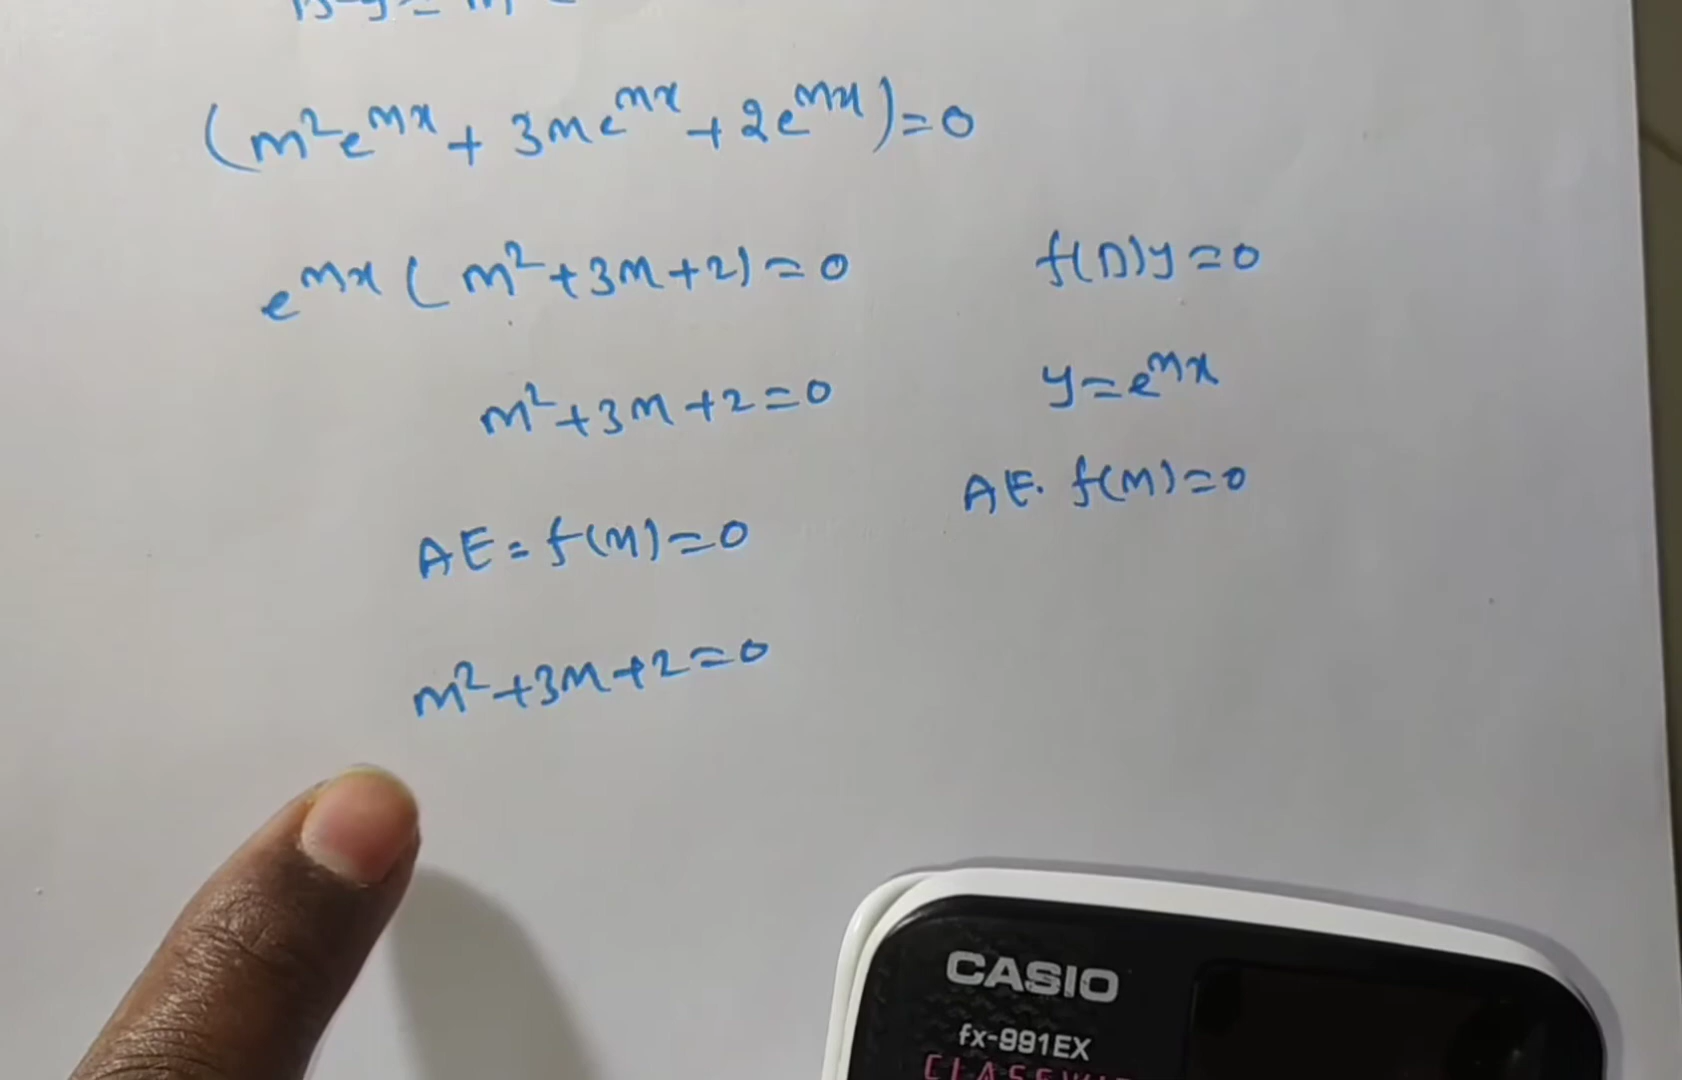 (m²e^mx + 3me^mx + 2e^mx) = 0
e^mx (m² + 3m + 2) = 0
m² + 3m + 2 = 0
AE = f(m) = 0
m² + 3m + 2 = 0
f(D)y = 0
y = e^mx
AE. f(m) = 0
CASIO
fx-991EX